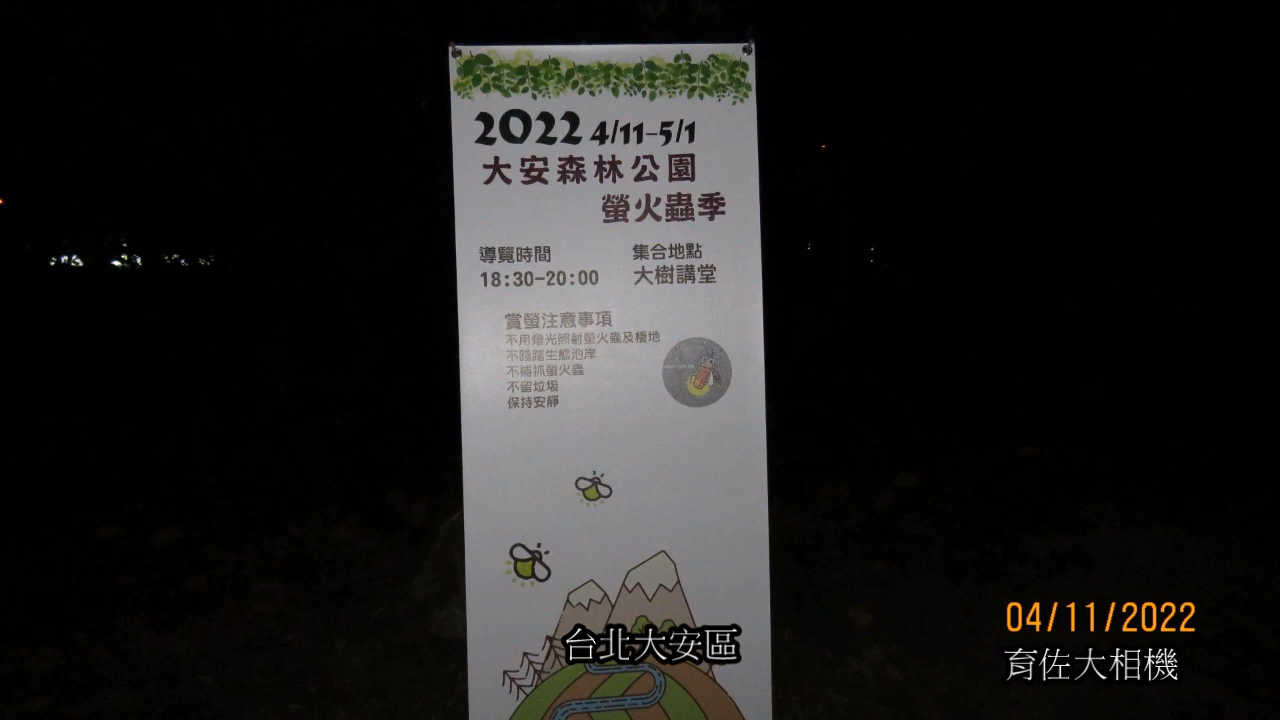 2022 4/11-5/1
大安森林公園
螢火蟲季
導覽時間
18:30-20:00
集合地點
大樹講堂
賞螢注意事項
不用燈光照射螢火蟲及棲地
不踐踏生態池岸
不補抓螢火蟲
不留垃圾
保持安靜
台北大安區
04/11/2022
育佐大相機